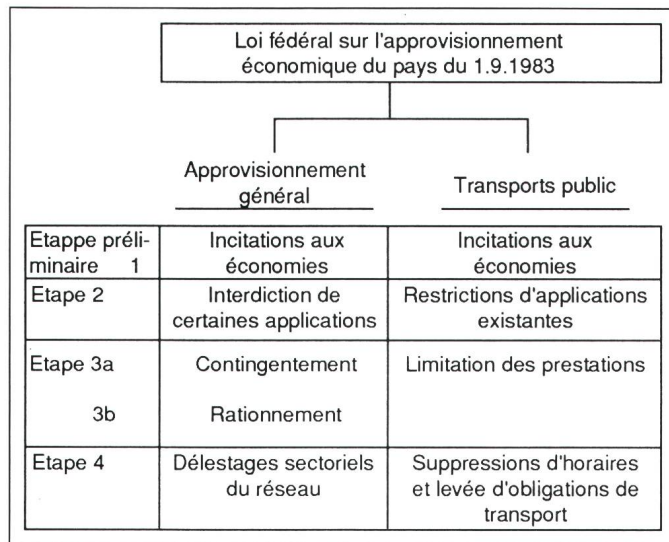 Loi fédéral sur l'approvisionnement
économique du pays du 1.9.1983
Approvisionnement
général
Transports public
Etappe préli-
minaire 1
Incitations aux
économies
Incitations aux
économies
Etape 2
Interdiction de
certaines applications
Restrictions d'applications
existantes
Etape 3a
Contingentement
Limitation des prestations
3b
Rationnement
Etape 4
Délestages sectoriels
du réseau
Suppressions d'horaires
et levée d'obligations de
transport